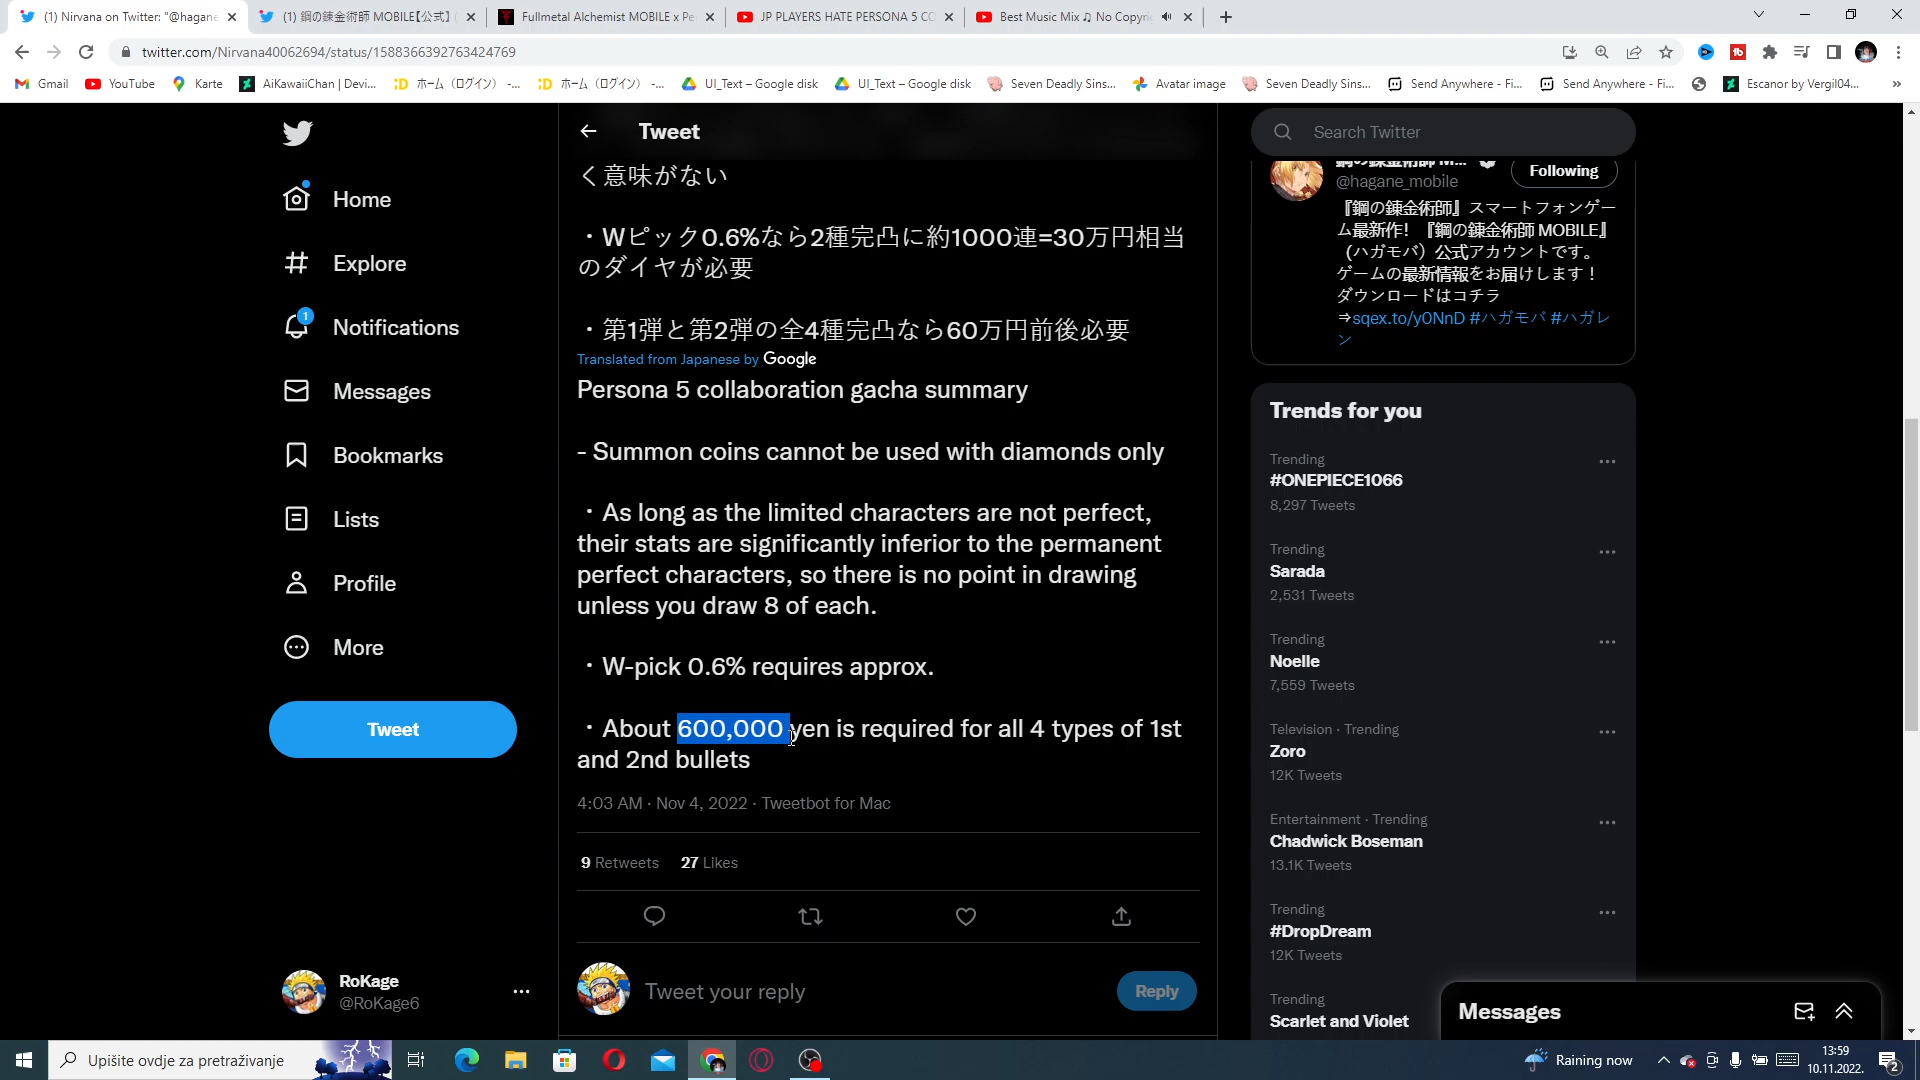 (1) Nirvana on Twitter: "@hagane
(1) 鋼の錬金術師 MOBILE【公式】
Fullmetal Alchemist MOBILE x Pe
JP PLAYERS HATE PERSONA 5 CO
Best Music Mix ♫ No Copyri
twitter.com/Nirvana40062694/status/1588366392763424769
Gmail
YouTube
Karte
AiKawaiiChan | Devi...
ホーム（ログイン） -...
ホーム（ログイン） -...
UI_Text – Google disk
UI_Text – Google disk
Seven Deadly Sins...
Avatar image
Seven Deadly Sins...
Send Anywhere - Fi...
Send Anywhere - Fi...
Escanor by Vergil04...
Home
Explore
1
Notifications
Messages
Bookmarks
Lists
Profile
More
Tweet
RoKage
@RoKage6
Tweet
く意味がない
・Wピック0.6%なら2種完凸に約1000連=30万円相当
のダイヤが必要
・第1弾と第2弾の全4種完凸なら60万円前後必要
Translated from Japanese by Google
Persona 5 collaboration gacha summary
- Summon coins cannot be used with diamonds only
・As long as the limited characters are not perfect,
their stats are significantly inferior to the permanent
perfect characters, so there is no point in drawing
unless you draw 8 of each.
・W-pick 0.6% requires approx.
・About 600,000 yen is required for all 4 types of 1st
and 2nd bullets
4:03 AM · Nov 4, 2022 · Tweetbot for Mac
9 Retweets 27 Likes
Tweet your reply
Reply
Search Twitter
鋼の錬金術師 M...
Following
@hagane_mobile
『鋼の錬金術師』スマートフォンゲー
ム最新作！『鋼の錬金術師 MOBILE』
（ハガモバ）公式アカウントです。
ゲームの最新情報をお届けします！
ダウンロードはコチラ
⇒sqex.to/y0NnD #ハガモバ #ハガレ
ン
Trends for you
Trending
#ONEPIECE1066
8,297 Tweets
Trending
Sarada
2,531 Tweets
Trending
Noelle
7,559 Tweets
Television · Trending
Zoro
12K Tweets
Entertainment · Trending
Chadwick Boseman
13.1K Tweets
Trending
#DropDream
12K Tweets
Trending
Scarlet and Violet
Messages
Upišite ovdje za pretraživanje
Raining now
13:59
10.11.2022.
2